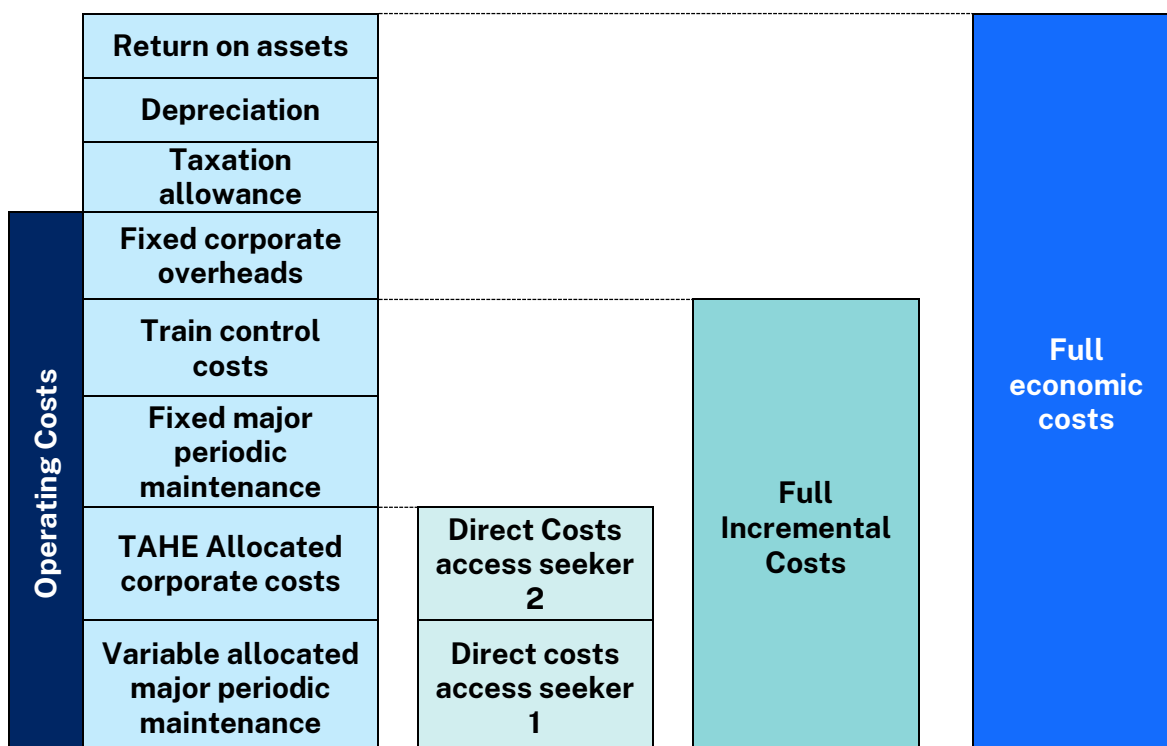 Return on assets
Depreciation
Taxation
allowance
Fixed corporate
overheads
Train control
costs
Fixed major
periodic
maintenance
TAHE Allocated
corporate costs
Variable allocated
major periodic
maintenance
Operating Costs
Direct Costs
access seeker
2
Direct costs
access seeker
1
Full
Incremental
Costs
Full
economic
costs